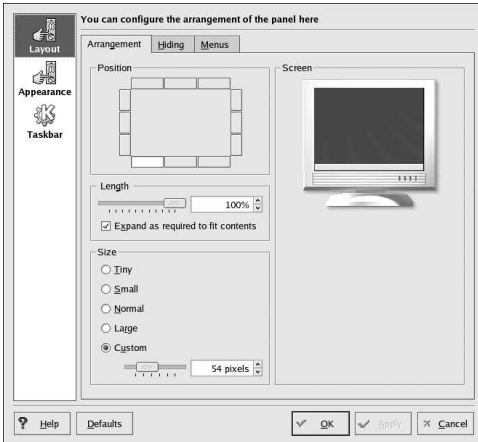 You can configure the arrangement of the panel here
Layout
Appearance
Taskbar
Arrangement
Hiding
Menus
Position
Screen
Length
100%
Expand as required to fit contents
Size
Tiny
Small
Normal
Large
Custom
54 pixels
? Help
Defaults
OK
Apply
Cancel